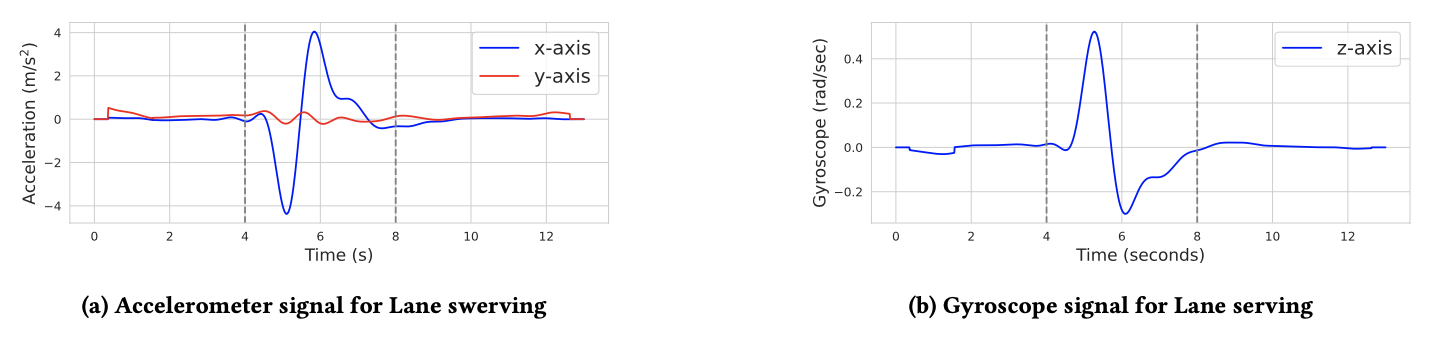 4
2
0
−2
−4
Acceleration (m/s²)
x-axis
y-axis
0 2 4 6 8 10 12
Time (s)
(a) Accelerometer signal for Lane swerving
0.4
0.2
0.0
−0.2
Gyroscope (rad/sec)
z-axis
0 2 4 6 8 10 12
Time (seconds)
(b) Gyroscope signal for Lane serving